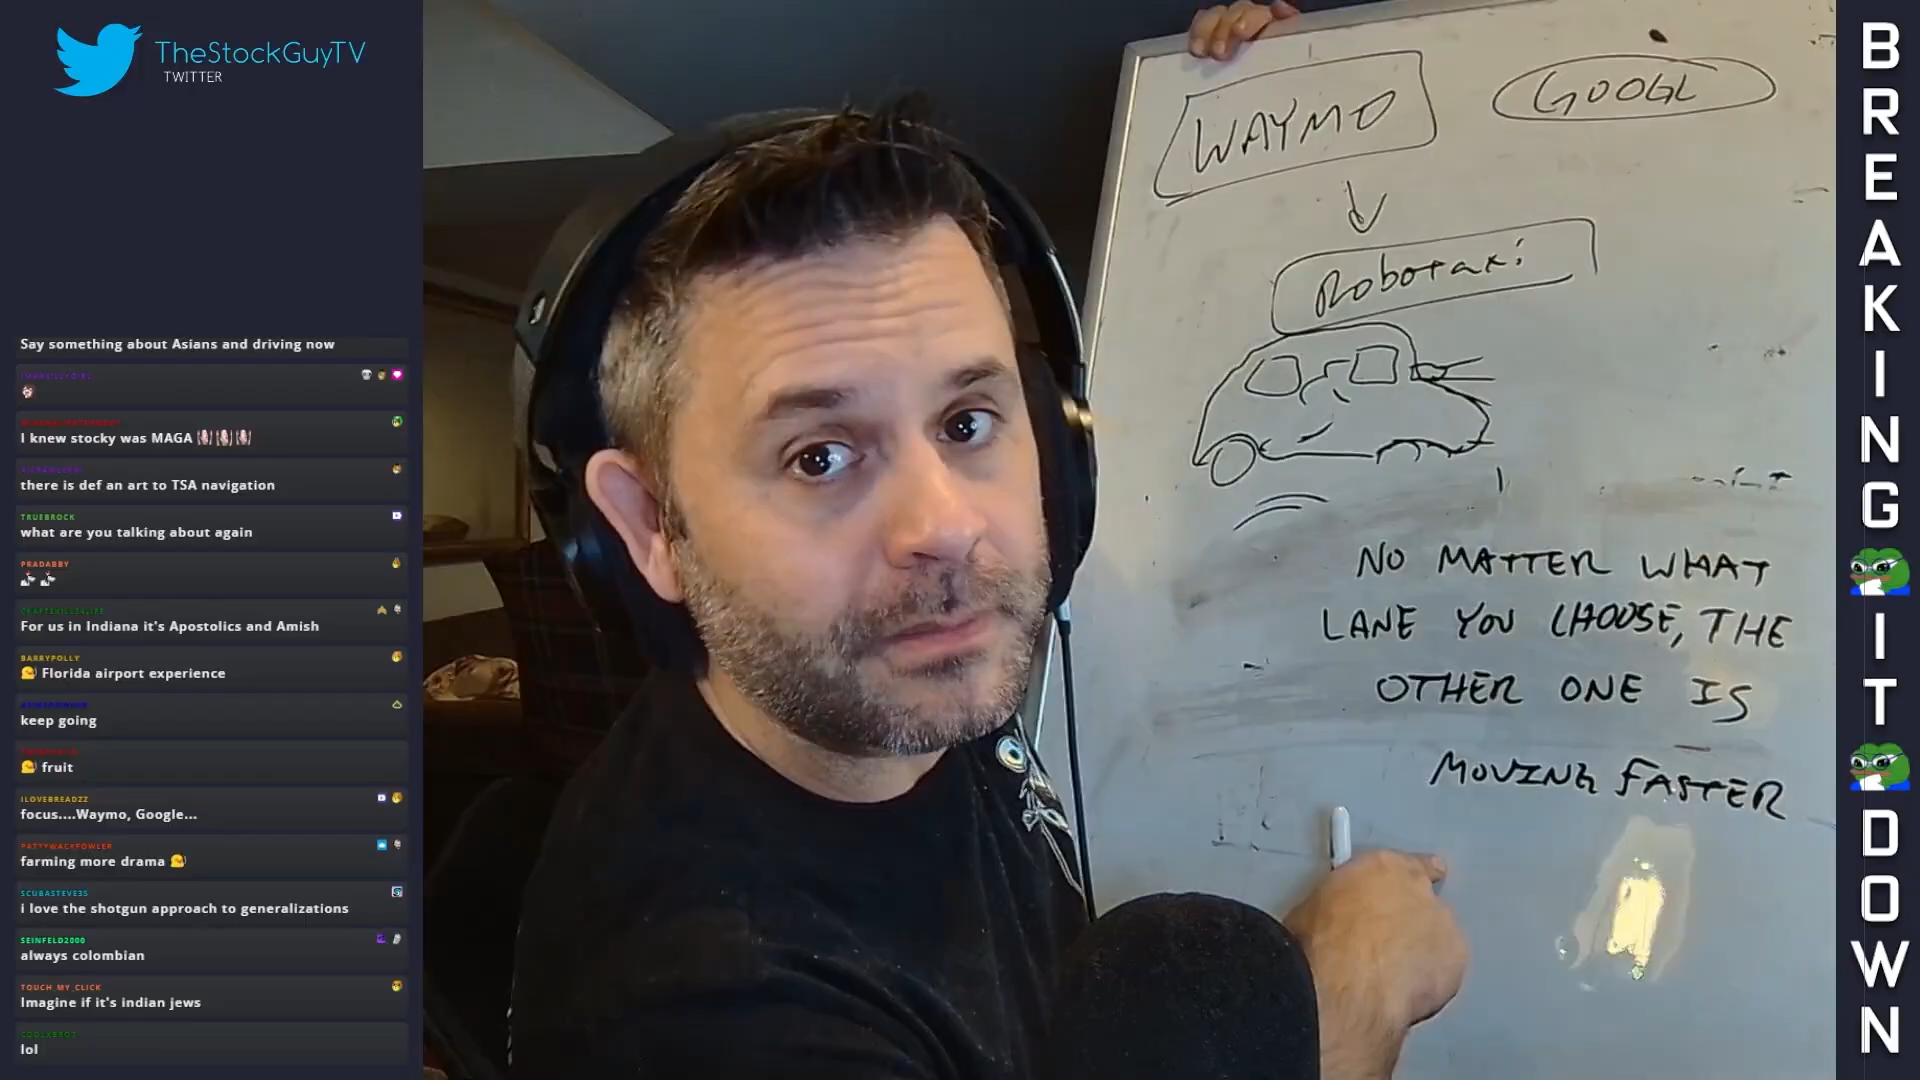 TheStockGuyTV
TWITTER
Say something about Asians and driving now
I knew stocky was MAGA
there is def an art to TSA navigation
TRUEBROCK
what are you talking about again
PRADABBY
For us in Indiana it's Apostolics and Amish
BARRYPOLLY
Florida airport experience
keep going
fruit
ILOVEBREADZZ
focus....Waymo, Google...
PATTYWACKFOWLER
farming more drama
SCUBASTEVE3S
i love the shotgun approach to generalizations
SEINFELD2000
always colombian
TOUCH_MY_CLICK
Imagine if it's indian jews
lol
WAYMO
GOOGL
Robotaxi
NO MATTER WHAT
LANE YOU CHOOSE, THE
OTHER ONE IS
MOVING FASTER
BREAKING IT DOWN